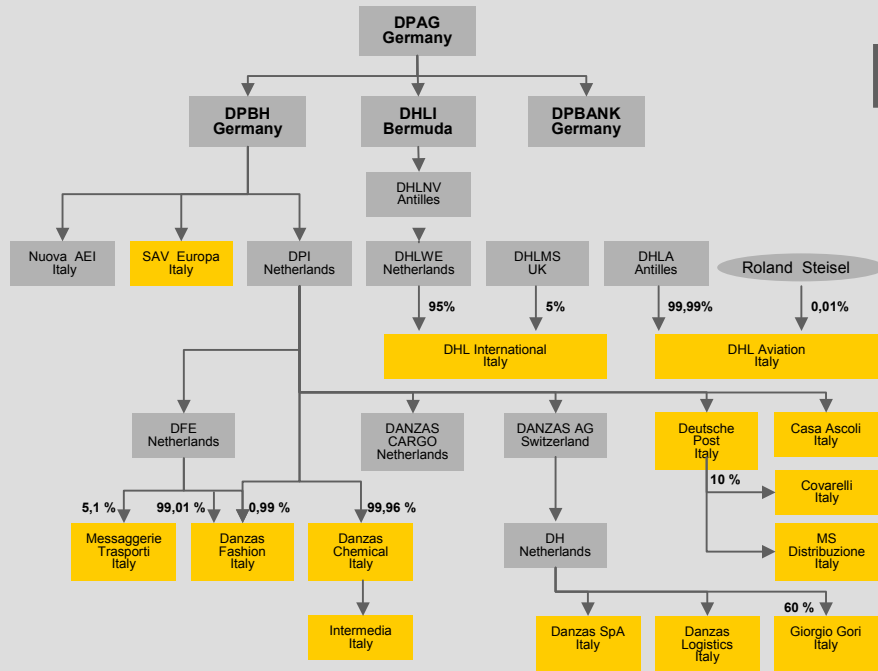 DPAG
Germany
DPBH
Germany
DHLI
Bermuda
DPBANK
Germany
DHLNV
Antilles
Nuova AEI
Italy
SAV Europa
Italy
DPI
Netherlands
DHLWE
Netherlands
DHLMS
UK
DHLA
Antilles
Roland Steisel
95%
5%
99,99%
0,01%
DHL International
Italy
DHL Aviation
Italy
DFE
Netherlands
DANZAS
CARGO
Netherlands
DANZAS AG
Switzerland
Deutsche
Post
Italy
Casa Ascoli
Italy
10 %
Covarelli
Italy
5,1 %
99,01 %
0,99 %
99,96 %
Messaggerie
Trasporti
Italy
Danzas
Fashion
Italy
Danzas
Chemical
Italy
DH
Netherlands
MS
Distribuzione
Italy
60 %
Intermedia
Italy
Danzas SpA
Italy
Danzas
Logistics
Italy
Giorgio Gori
Italy